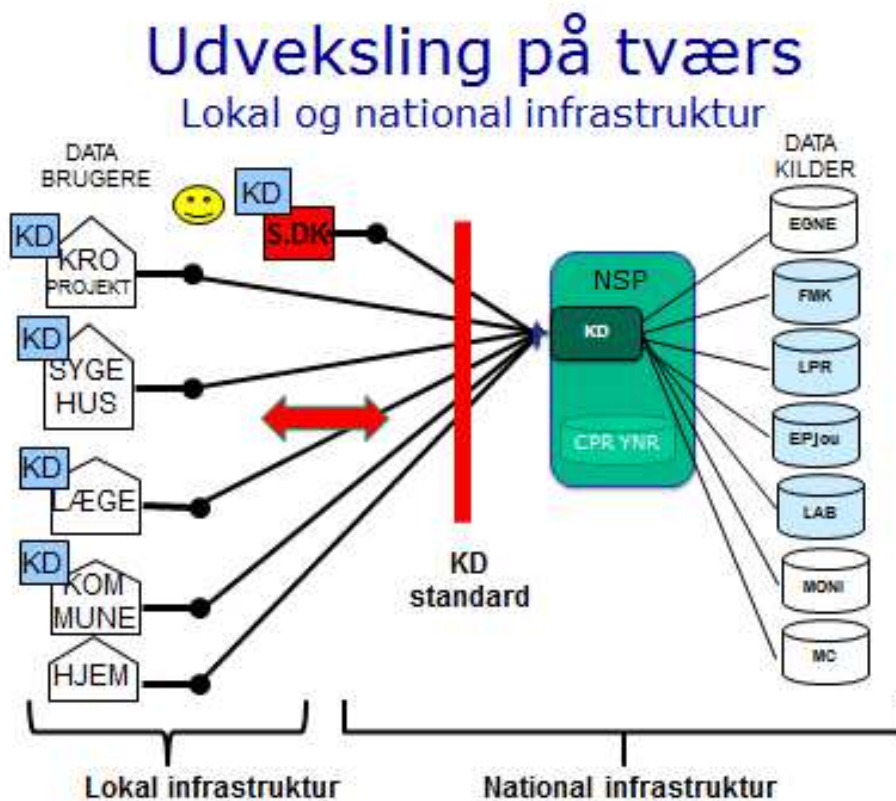 Udveksling på tværs
Lokal og national infrastruktur
DATA
BRUGERE
KD
S.DK
KD
KRO
PROJEKT
KD
SYGE
HUS
KD
LÆGE
KD
KOM
MUNE
HJEM
KD
standard
NSP
KD
CPR YNR
DATA
KILDER
EGNE
FMK
LPR
EPJou
LAB
MONI
MC
Lokal infrastruktur
National infrastruktur